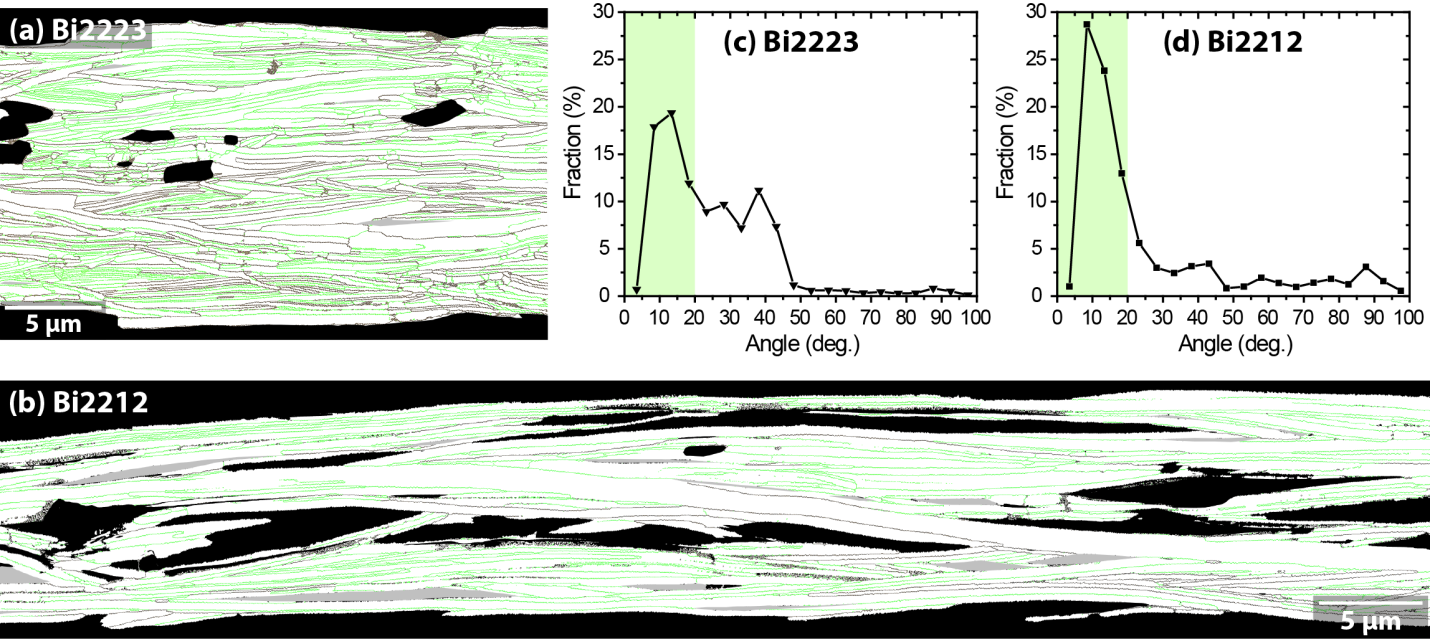 (a) Bi2223
5 µm
30
25
20
15
10
5
0
Fraction (%)
(c) Bi2223
0 10 20 30 40 50 60 70 80 90 100
Angle (deg.)
30
25
20
15
10
5
0
Fraction (%)
(d) Bi2212
0 10 20 30 40 50 60 70 80 90 100
Angle (deg.)
(b) Bi2212
5 µm